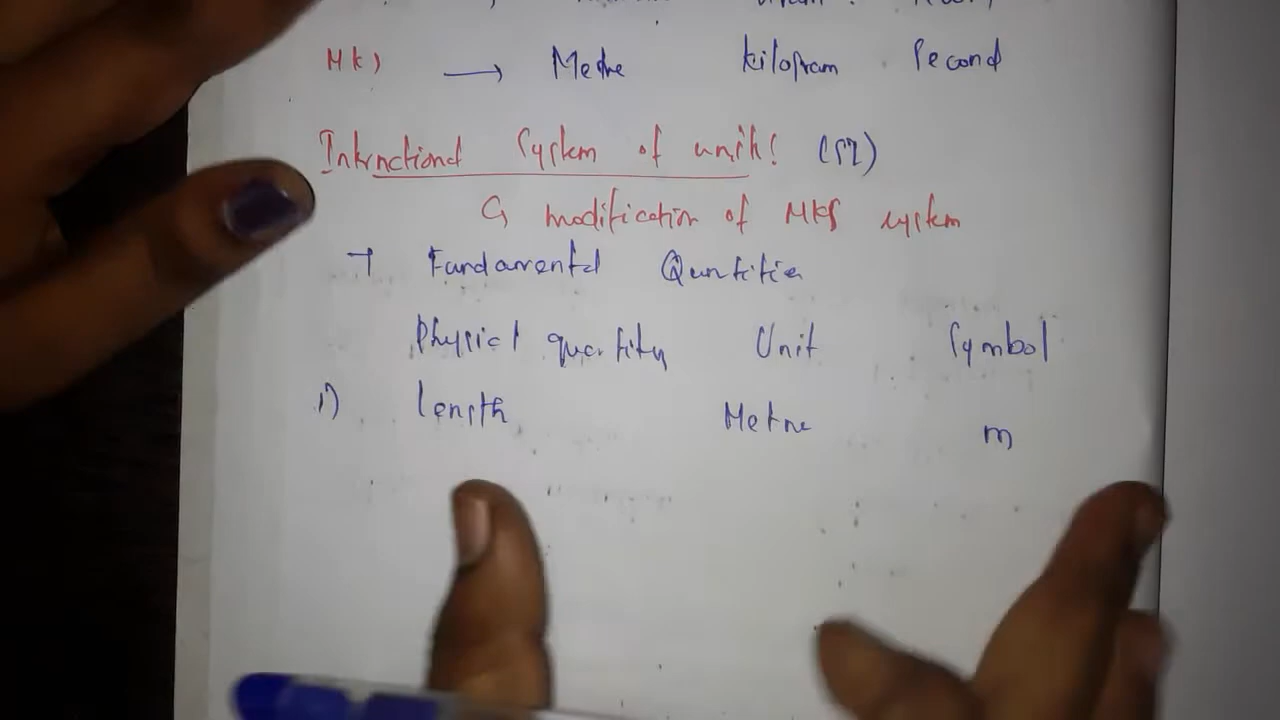 MKS → Metre kilogram Second
International System of units: (SI)
↳ modification of MKS system
→ Fundamental Quantities
Physical quantity Unit Symbol
1) length Metre m